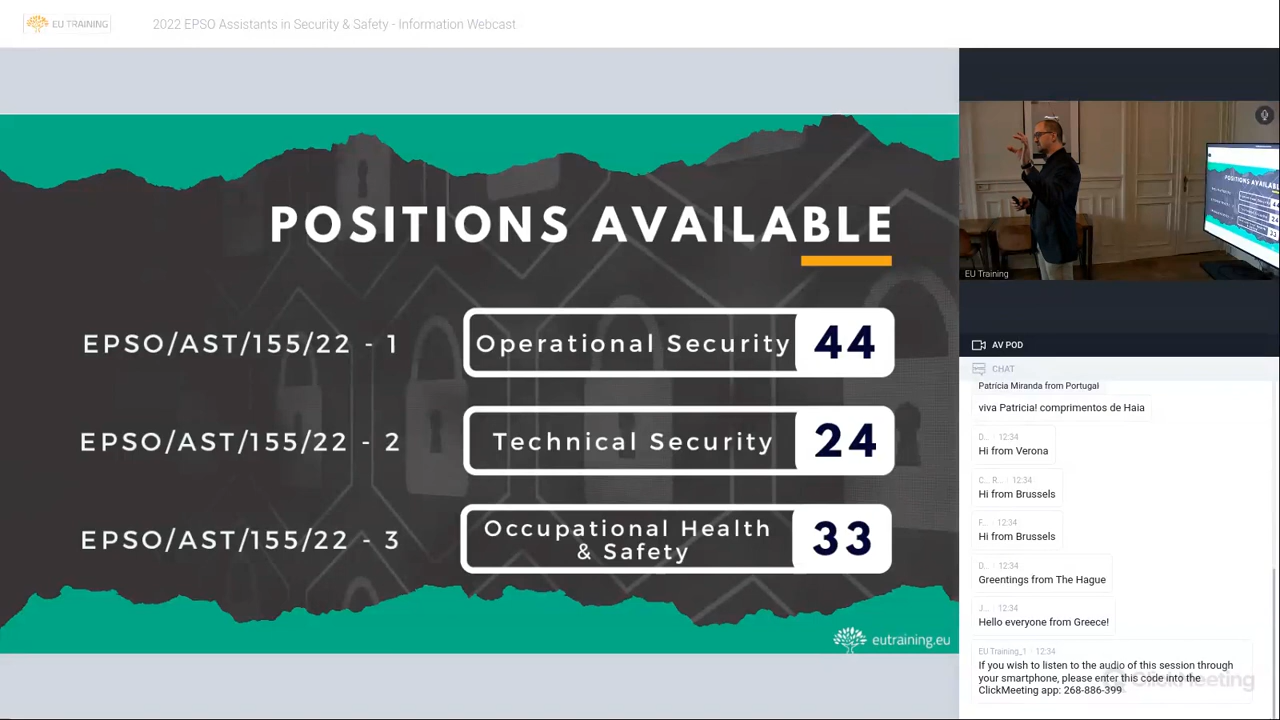 EU TRAINING
2022 EPSO Assistants in Security & Safety - Information Webcast
POSITIONS AVAILABLE
EPSO/AST/155/22 - 1
Operational Security
44
EPSO/AST/155/22 - 2
Technical Security
24
EPSO/AST/155/22 - 3
Occupational Health
& Safety
33
eutraining.eu
POSITIONS AVAILABLE
EU Training
AV POD
CHAT
Patrícia Miranda from Portugal
viva Patricia! comprimentos de Haia
D... 12:34
Hi from Verona
C... R... 12:34
Hi from Brussels
F... 12:34
Hi from Brussels
D... 12:34
Greentings from The Hague
J... 12:34
Hello everyone from Greece!
EU Training_1 12:34
If you wish to listen to the audio of this session through
your smartphone, please enter this code into the
ClickMeeting app: 268-886-399
ClickMeeting